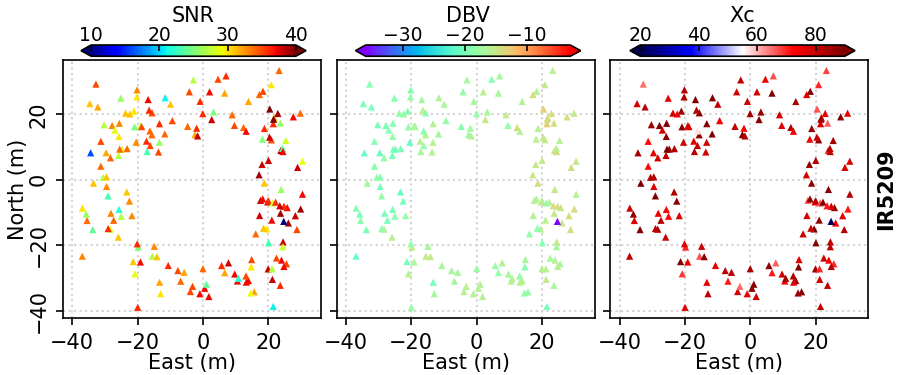 SNR DBV Xc
10 20 30 40 −30 −20 −10 20 40 60 80
North (m)
20
0
−20
−40
−40 −20 0 20 −40 −20 0 20 −40 −20 0 20
East (m) East (m) East (m)
IR5209